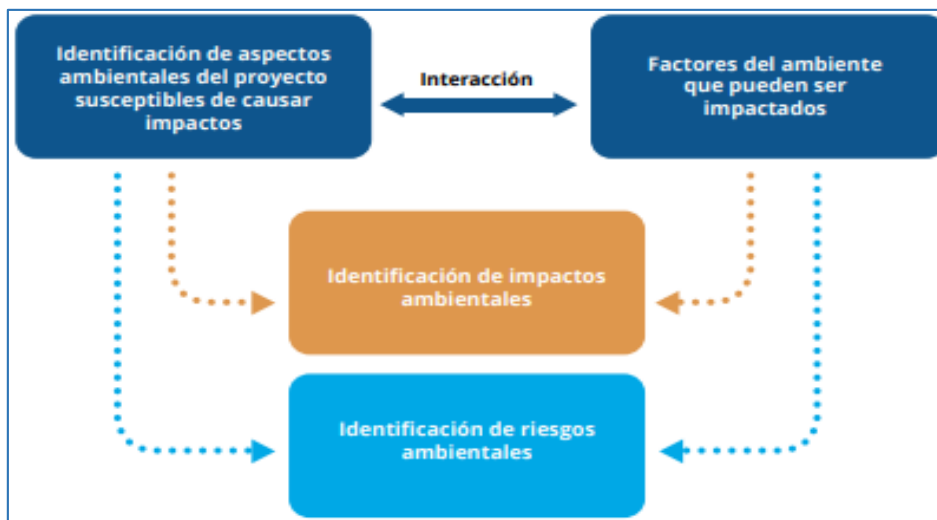 Identificación de aspectos
ambientales del proyecto
susceptibles de causar
impactos
Interacción
Factores del ambiente
que pueden ser
impactados
Identificación de impactos
ambientales
Identificación de riesgos
ambientales